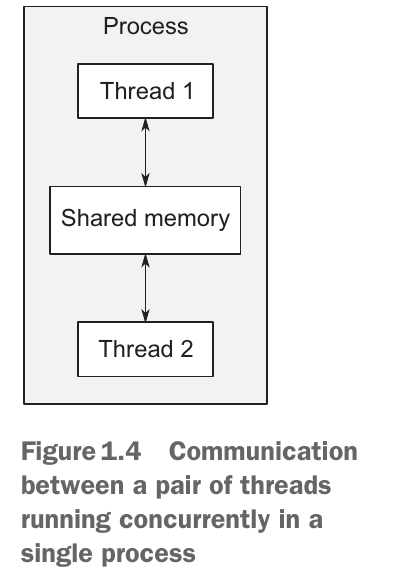 Process
Thread 1
Shared memory
Thread 2
Figure 1.4 Communication
between a pair of threads
running concurrently in a
single process